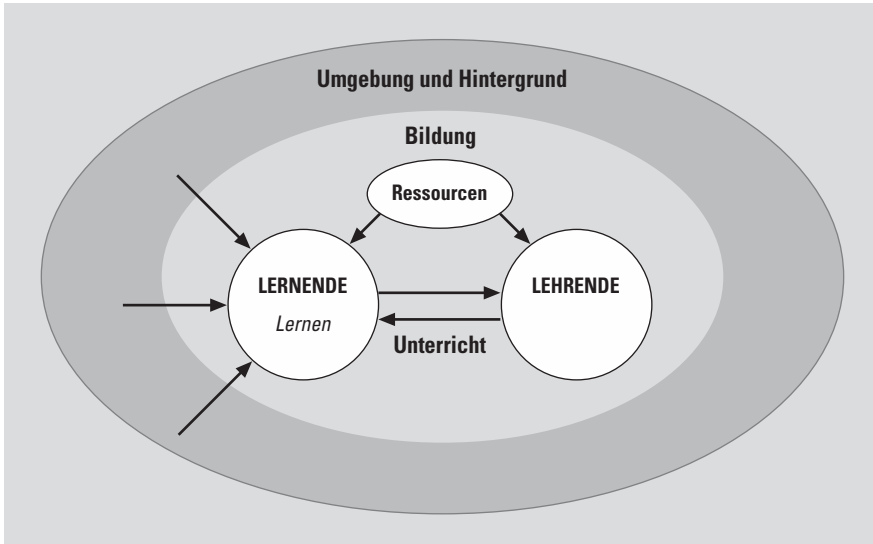 Umgebung und Hintergrund
Bildung
Ressourcen
LERNENDE
LEHRENDE
Lernen
Unterricht